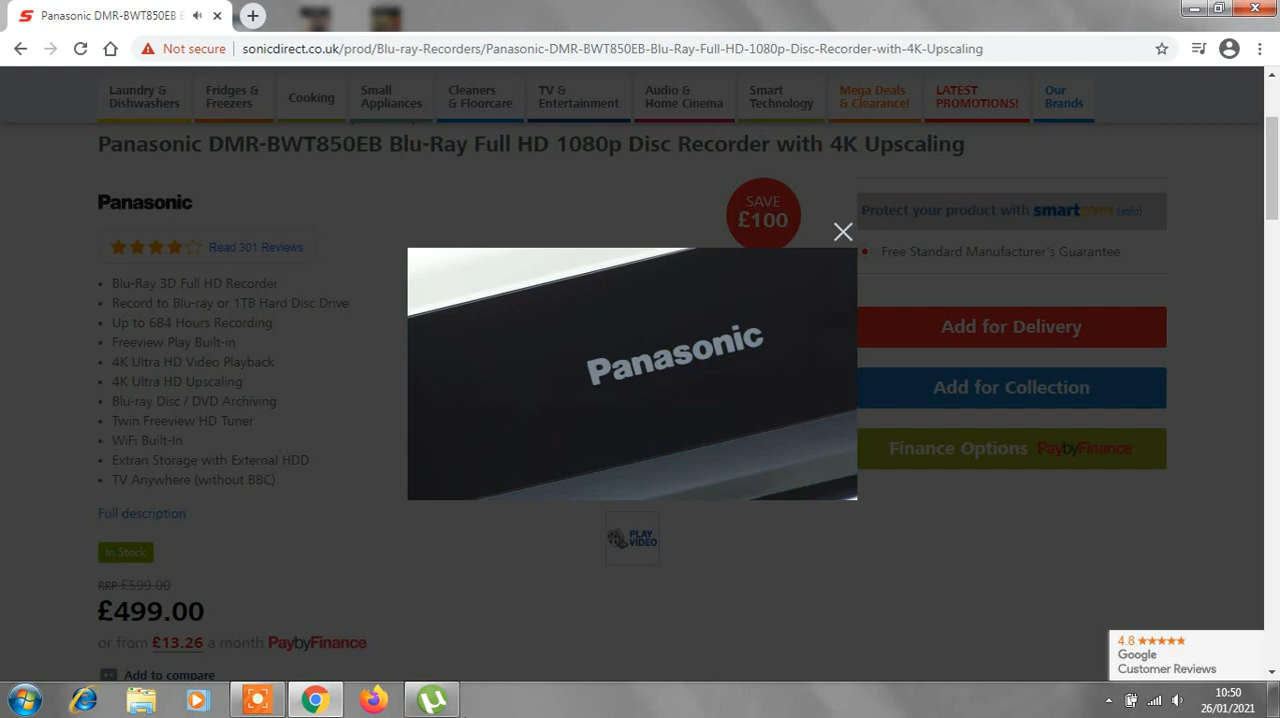 Panasonic DMR-BWT850EB E
Not secure
sonicdirect.co.uk/prod/Blu-ray-Recorders/Panasonic-DMR-BWT850EB-Blu-Ray-Full-HD-1080p-Disc-Recorder-with-4K-Upscaling
Laundry &
Dishwashers
Fridges &
Freezers
Cooking
Small
Appliances
Cleaners
& Floorcare
TV &
Entertainment
Audio &
Home Cinema
Smart
Technology
Mega Deals
& Clearance!
LATEST
PROMOTIONS!
Our
Brands
Panasonic DMR-BWT850EB Blu-Ray Full HD 1080p Disc Recorder with 4K Upscaling
Panasonic
Read 301 Reviews
Blu-Ray 3D Full HD Recorder
Record to Blu-ray or 1TB Hard Disc Drive
Up to 684 Hours Recording
Freeview Play Built-in
4K Ultra HD Video Playback
4K Ultra HD Upscaling
Blu-ray Disc / DVD Archiving
Twin Freeview HD Tuner
WiFi Built-In
Extran Storage with External HDD
TV Anywhere (without BBC)
Full description
In Stock
RRP £599.00
£499.00
or from £13.26 a month PaybyFinance
Add to compare
SAVE
£100
Panasonic
PLAY
VIDEO
Protect your product with smartcare (info)
Free Standard Manufacturer's Guarantee
Add for Delivery
Add for Collection
Finance Options PaybyFinance
4.8
Google
Customer Reviews
10:50
26/01/2021